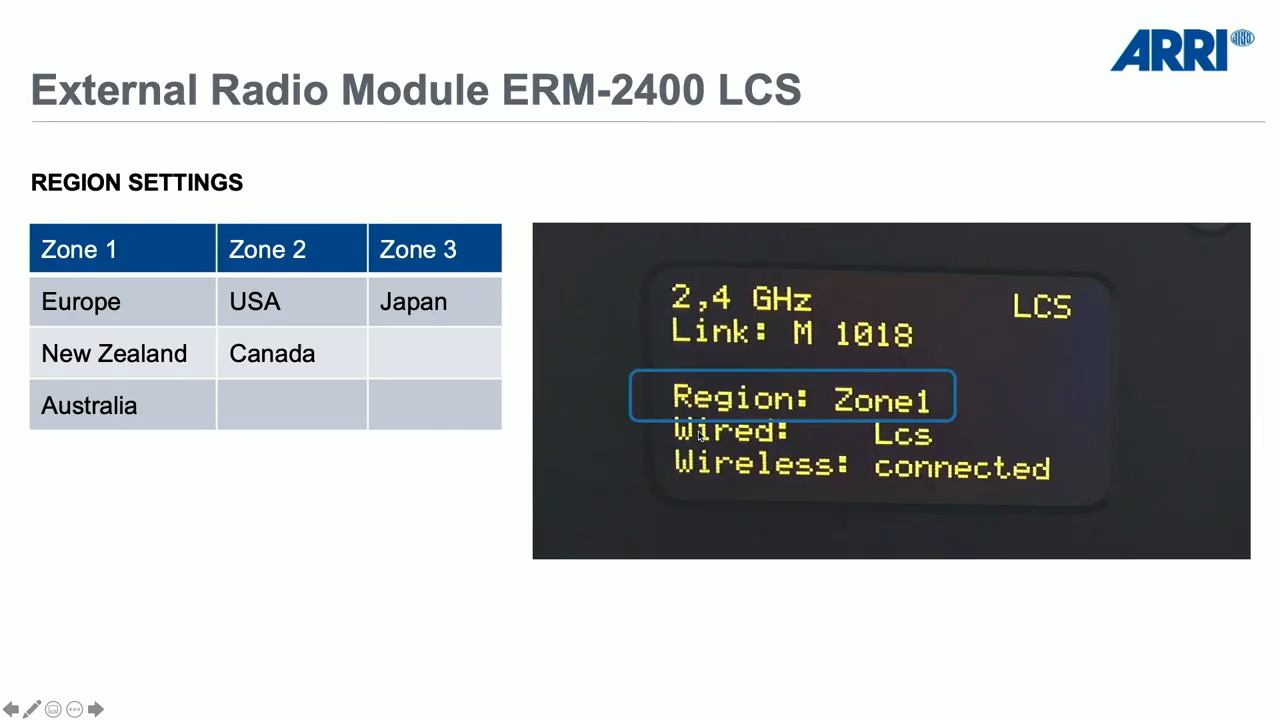 ARRI
External Radio Module ERM-2400 LCS
REGION SETTINGS
Zone 1 Zone 2 Zone 3
Europe USA Japan
New Zealand Canada
Australia
2,4 GHz LCS
Link: M 1018
Region: Zone1
Wired: Lcs
Wireless: connected